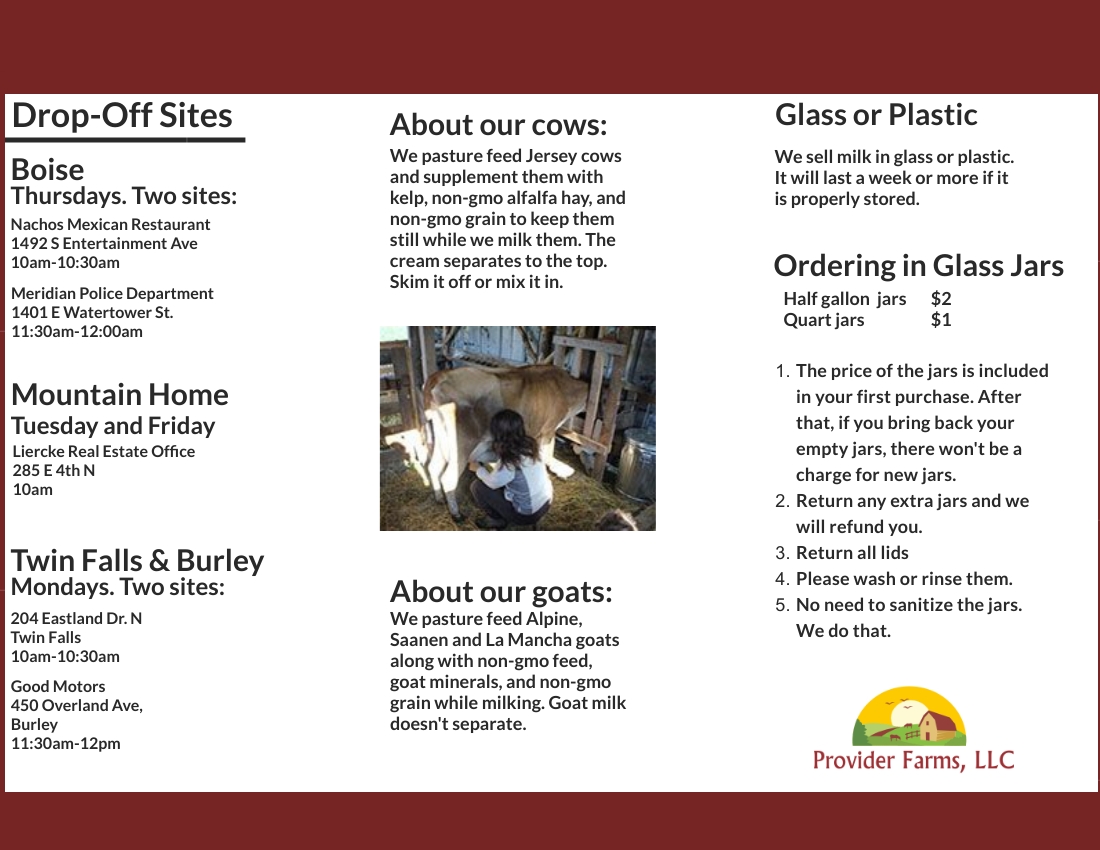 Drop-Off Sites
Boise
Thursdays. Two sites:
Nachos Mexican Restaurant
1492 S Entertainment Ave
10am-10:30am
Meridian Police Department
1401 E Watertower St.
11:30am-12:00am
Mountain Home
Tuesday and Friday
Liercke Real Estate Office
285 E 4th N
10am
Twin Falls & Burley
Mondays. Two sites:
204 Eastland Dr. N
Twin Falls
10am-10:30am
Good Motors
450 Overland Ave,
Burley
11:30am-12pm
About our cows:
We pasture feed Jersey cows
and supplement them with
kelp, non-gmo alfalfa hay, and
non-gmo grain to keep them
still while we milk them. The
cream separates to the top.
Skim it off or mix it in.
About our goats:
We pasture feed Alpine,
Saanen and La Mancha goats
along with non-gmo feed,
goat minerals, and non-gmo
grain while milking. Goat milk
doesn't separate.
Glass or Plastic
We sell milk in glass or plastic.
It will last a week or more if it
is properly stored.
Ordering in Glass Jars
Half gallon jars $2
Quart jars $1
1. The price of the jars is included
in your first purchase. After
that, if you bring back your
empty jars, there won't be a
charge for new jars.
2. Return any extra jars and we
will refund you.
3. Return all lids
4. Please wash or rinse them.
5. No need to sanitize the jars.
We do that.
Provider Farms, LLC